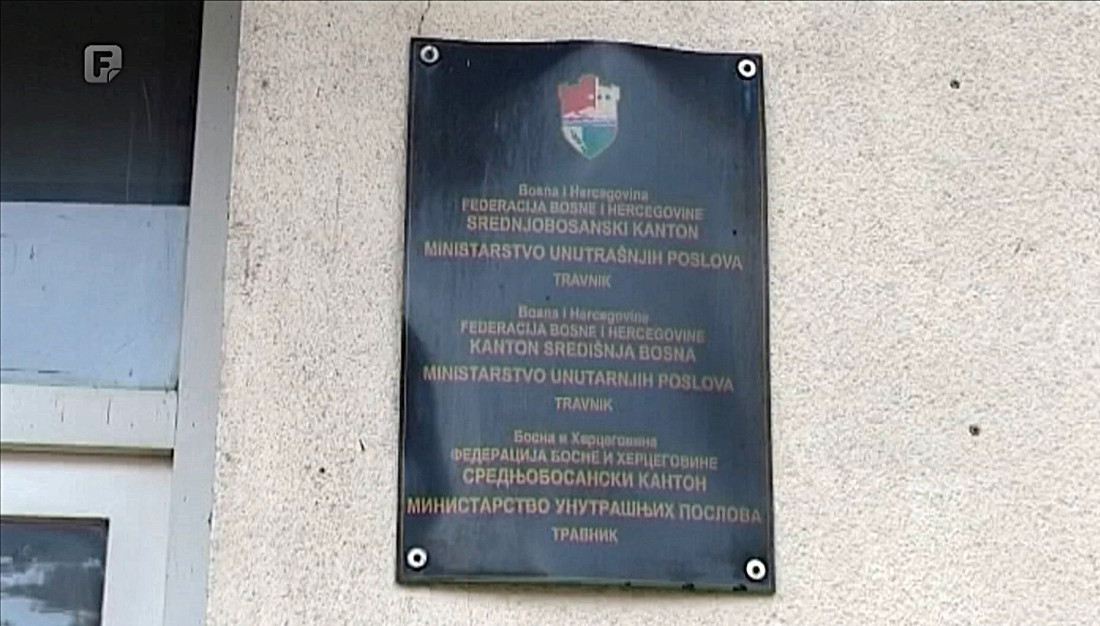 F
Bosna i Hercegovina
FEDERACIJA BOSNE I HERCEGOVINE
SREDNJOBOSANSKI KANTON
MINISTARSTVO UNUTRAŠNJIH POSLOVA
TRAVNIK
Bosna i Hercegovina
FEDERACIJA BOSNE I HERCEGOVINE
KANTON SREDIŠNJA BOSNA
MINISTARSTVO UNUTARNJIH POSLOVA
TRAVNIK
Босна и Херцеговина
ФЕДЕРАЦИЈА БОСНЕ И ХЕРЦЕГОВИНЕ
СРЕДЊОБОСАНСКИ КАНТОН
МИНИСТАРСТВО УНУТРАШЊИХ ПОСЛОВА
ТРАВНИК